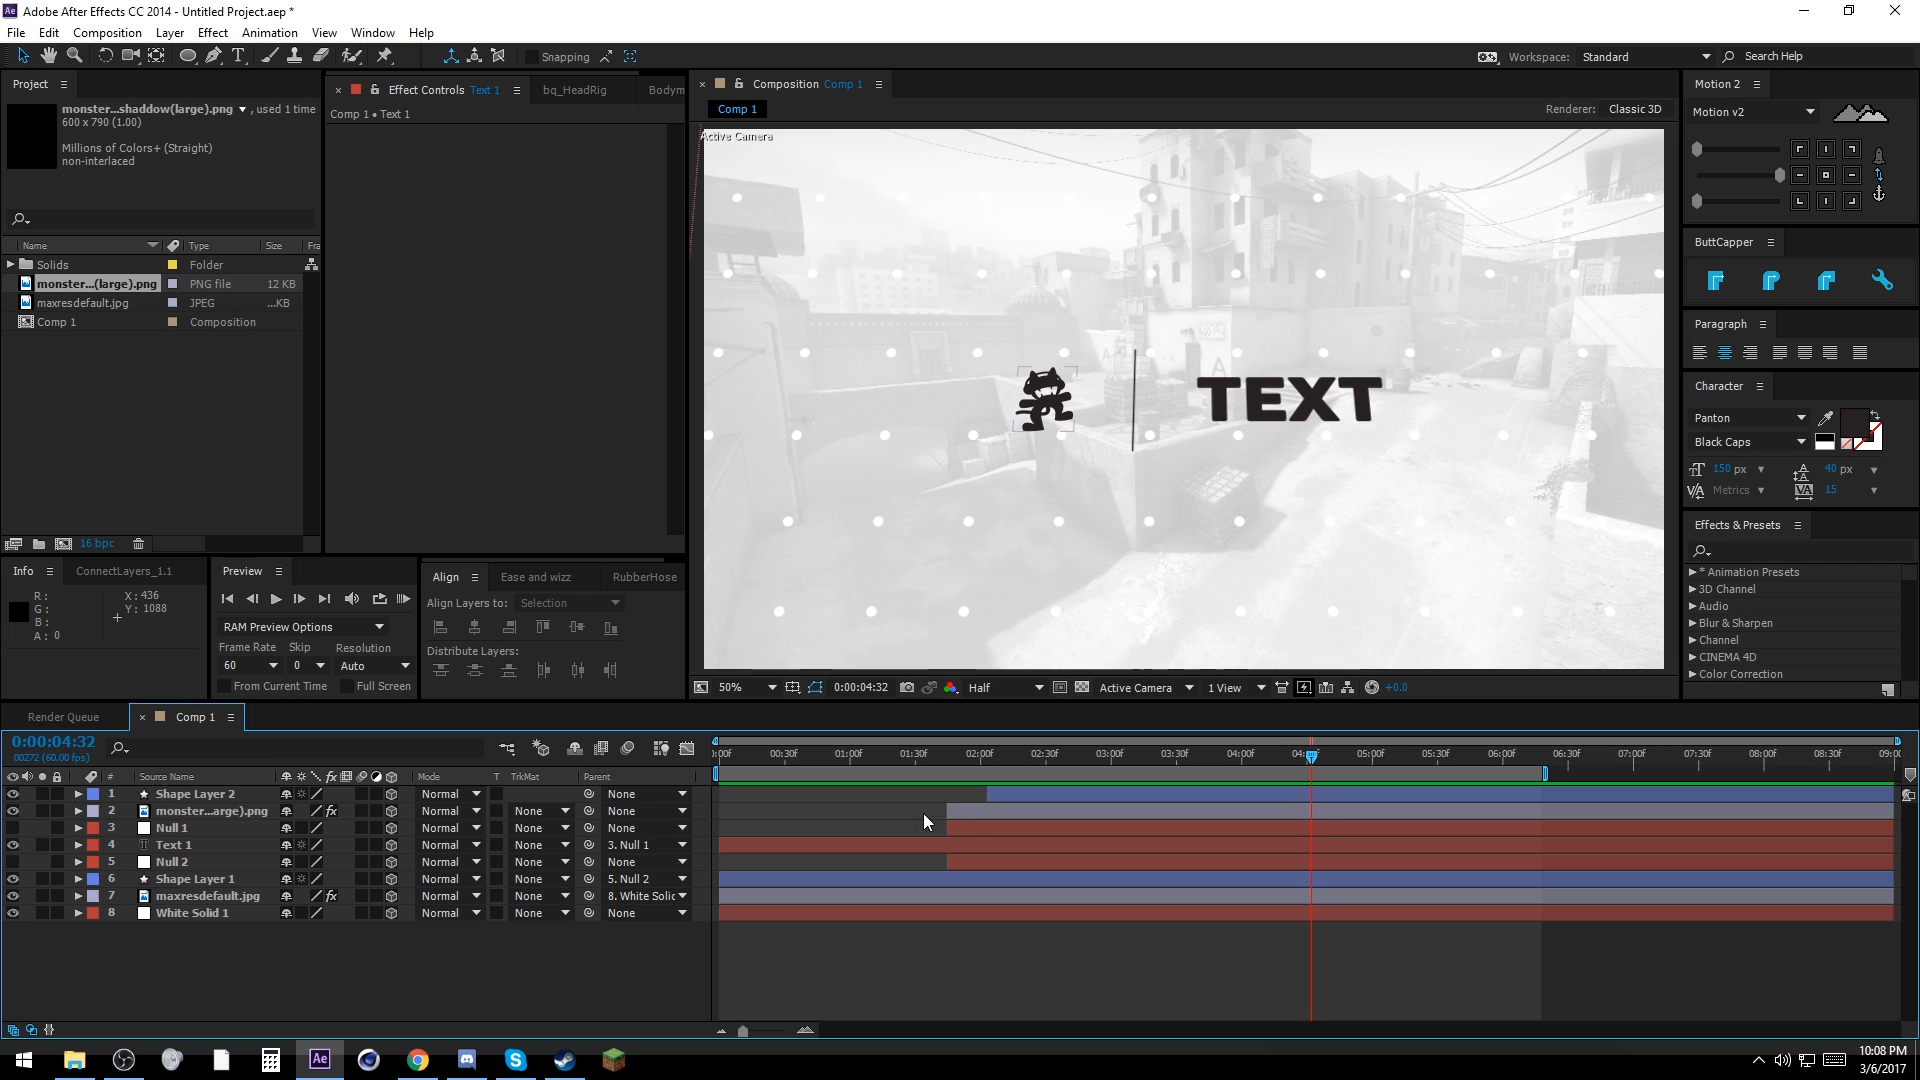 Adobe After Effects CC 2014 - Untitled Project.aep *
File Edit Composition Layer Effect Animation View Window Help
Snapping
Workspace: Standard
Search Help
Project
monster...shaddow(large).png ▼ , used 1 time
600 x 790 (1.00)
Millions of Colors+ (Straight)
non-interlaced
Name Type Size Fra
Solids Folder
monster...(large).png PNG file 12 KB
maxresdefault.jpg JPEG ...KB
Comp 1 Composition
16 bpc
Effect Controls Text 1
bq_HeadRig
Bodym
Comp 1 • Text 1
Composition Comp 1
Comp 1
Renderer: Classic 3D
Active Camera
TEXT
50%
0:00:04:32
Half
Active Camera
1 View
+0.0
Motion 2
Motion v2
ButtCapper
Paragraph
Character
Panton
Black Caps
150 px
40 px
Metrics
15
Effects & Presets
* Animation Presets
3D Channel
Audio
Blur & Sharpen
Channel
CINEMA 4D
Color Correction
Info
ConnectLayers_1.1
R:
G:
B:
A: 0
X: 436
Y: 1088
Preview
RAM Preview Options
Frame Rate Skip Resolution
60 0 Auto
From Current Time Full Screen
Align
Ease and wizz
RubberHose
Align Layers to: Selection
Distribute Layers:
Render Queue
Comp 1
0:00:04:32
00272 (60.00 fps)
:00F 00:30f 01:00f 01:30f 02:00f 02:30f 03:00f 03:30f 04:00f 05:00f 05:30f 06:00f 06:30f 07:00f 07:30f 08:00f 08:30f 09:0
# Source Name Mode T TrkMat Parent
1 Shape Layer 2 Normal None
2 monster...arge).png Normal None None
3 Null 1 Normal None None
4 Text 1 Normal None 3. Null 1
5 Null 2 Normal None None
6 Shape Layer 1 Normal None 5. Null 2
7 maxresdefault.jpg Normal None 8. White Solic
8 White Solid 1 Normal None None
10:08 PM
3/6/2017